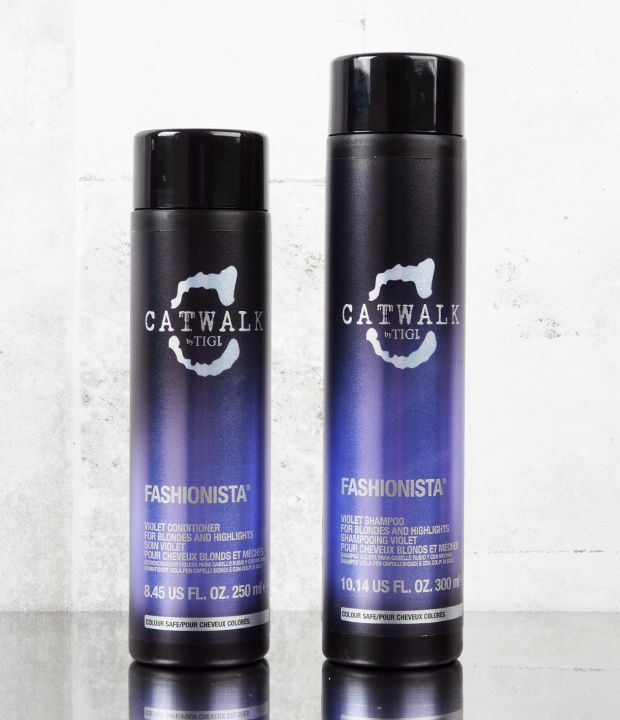 CATWALK
by TIGI.
FASHIONISTA®
VIOLET CONDITIONER
FOR BLONDES AND HIGHLIGHTS
SOIN VIOLET
POUR CHEVEUX BLONDS ET MÉCHÉS
8.45 US FL. OZ. 250 ml
COLOUR SAFE/POUR CHEVEUX COLORÉS
CATWALK
by TIGI.
FASHIONISTA®
VIOLET SHAMPOO
FOR BLONDES AND HIGHLIGHTS
SHAMPOOING VIOLET
POUR CHEVEUX BLONDS ET MÉCHÉS
10.14 US FL. OZ. 300 ml
COLOUR SAFE/POUR CHEVEUX COLORÉS